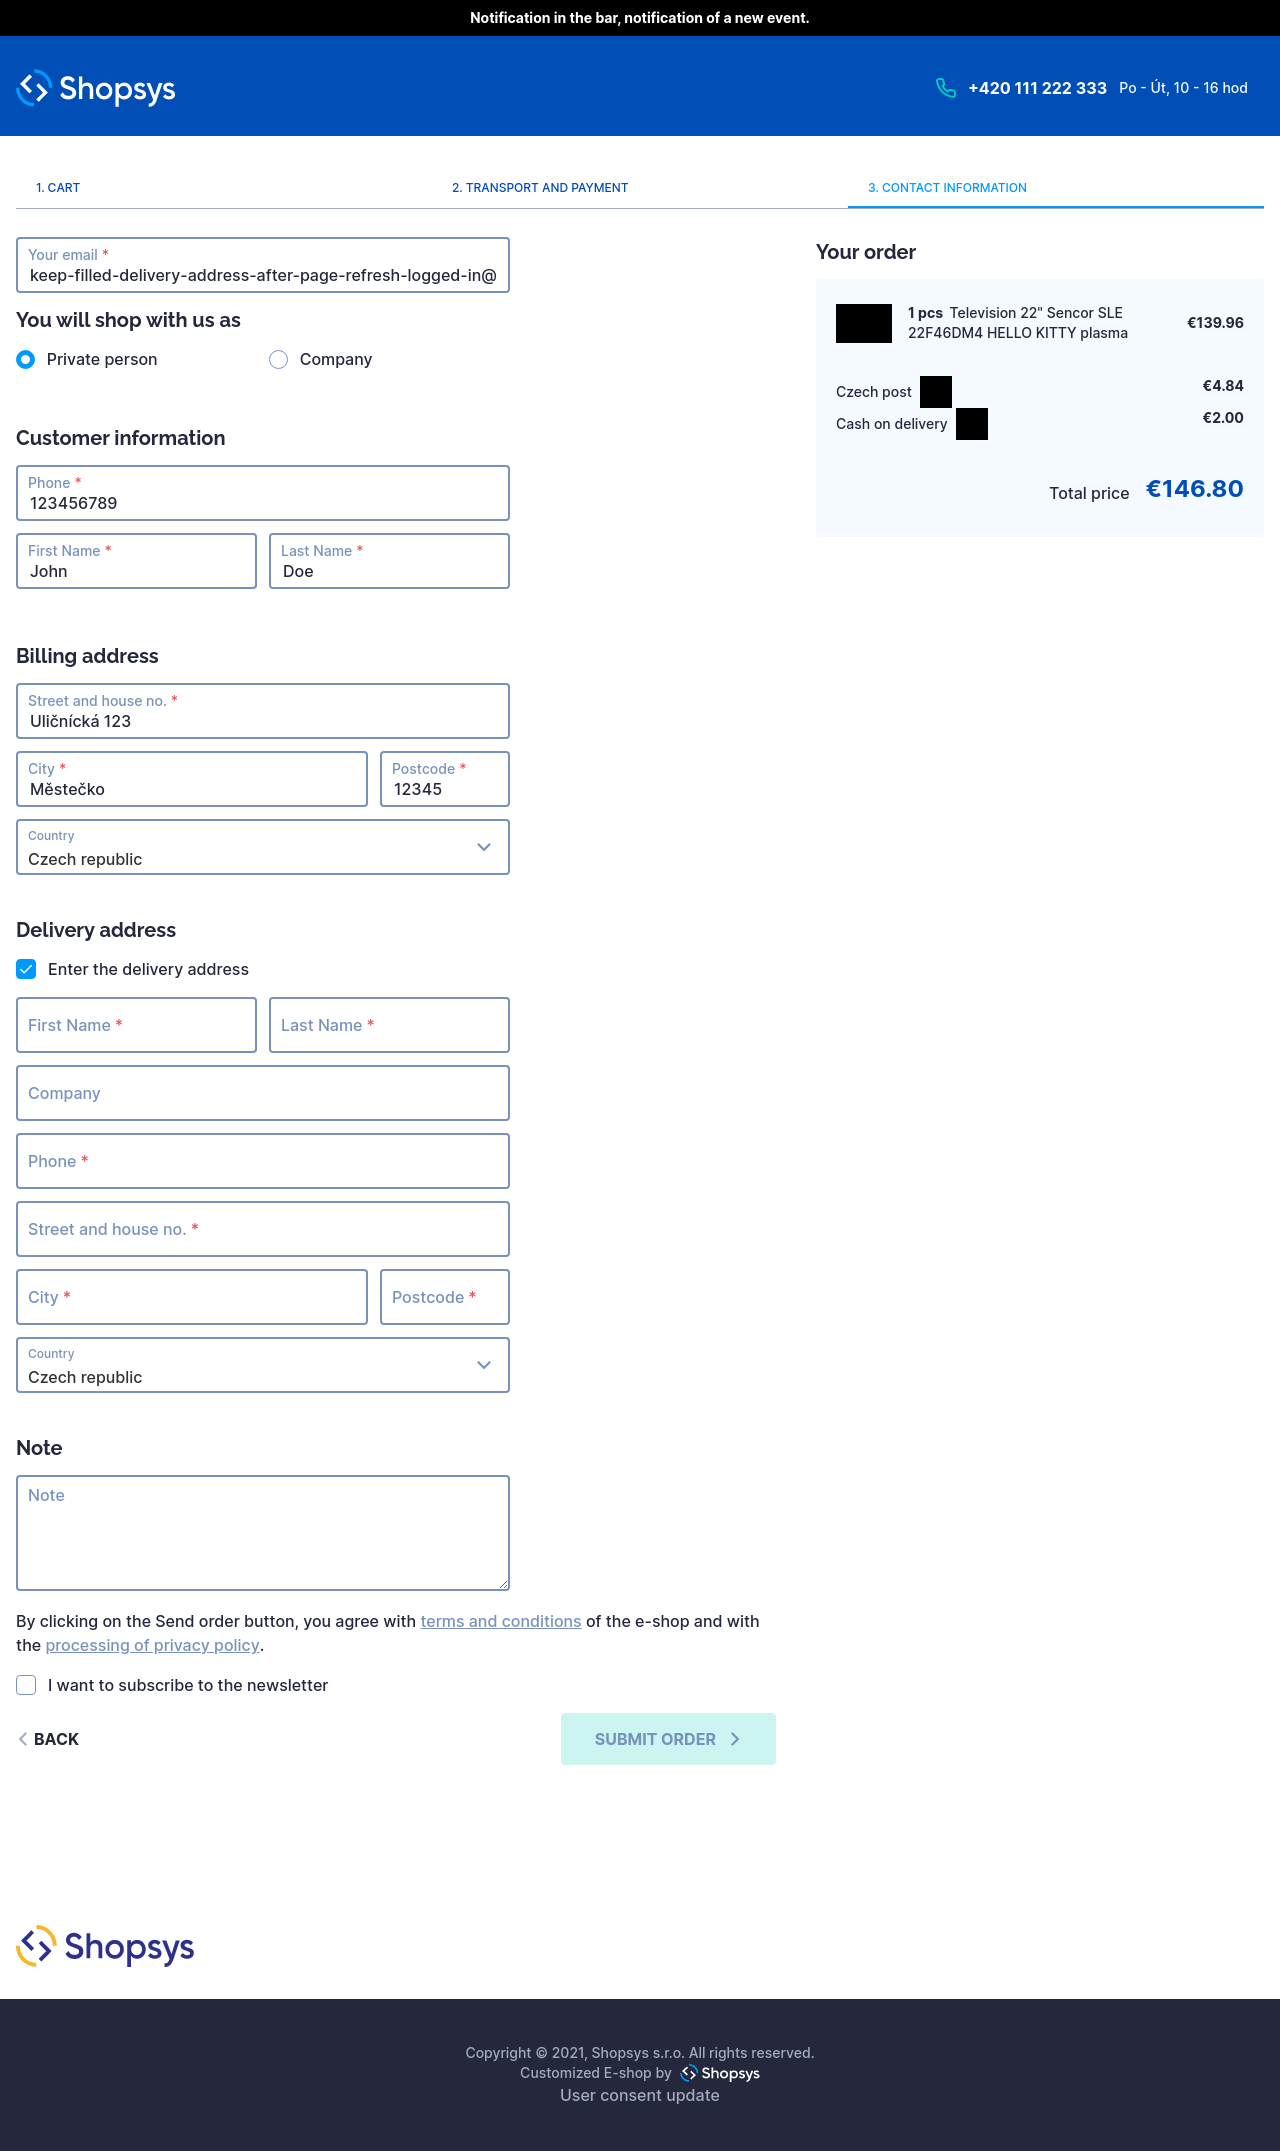 Notification in the bar, notification of a new event.
Shopsys
+420 111 222 333 Po - Út, 10 - 16 hod
1. CART
2. TRANSPORT AND PAYMENT
3. CONTACT INFORMATION
Your email *
keep-filled-delivery-address-after-page-refresh-logged-in@
You will shop with us as
Private person
Company
Customer information
Phone *
123456789
First Name *
John
Last Name *
Doe
Billing address
Street and house no. *
Uličnícká 123
City *
Městečko
Postcode *
12345
Country
Czech republic
Delivery address
Enter the delivery address
First Name *
Last Name *
Company
Phone *
Street and house no. *
City *
Postcode *
Country
Czech republic
Note
Note
By clicking on the Send order button, you agree with terms and conditions of the e-shop and with
the processing of privacy policy.
I want to subscribe to the newsletter
BACK
SUBMIT ORDER
Your order
1 pcs Television 22" Sencor SLE
22F46DM4 HELLO KITTY plasma
€139.96
Czech post
€4.84
Cash on delivery
€2.00
Total price €146.80
Shopsys
Copyright © 2021, Shopsys s.r.o. All rights reserved.
Customized E-shop by Shopsys
User consent update